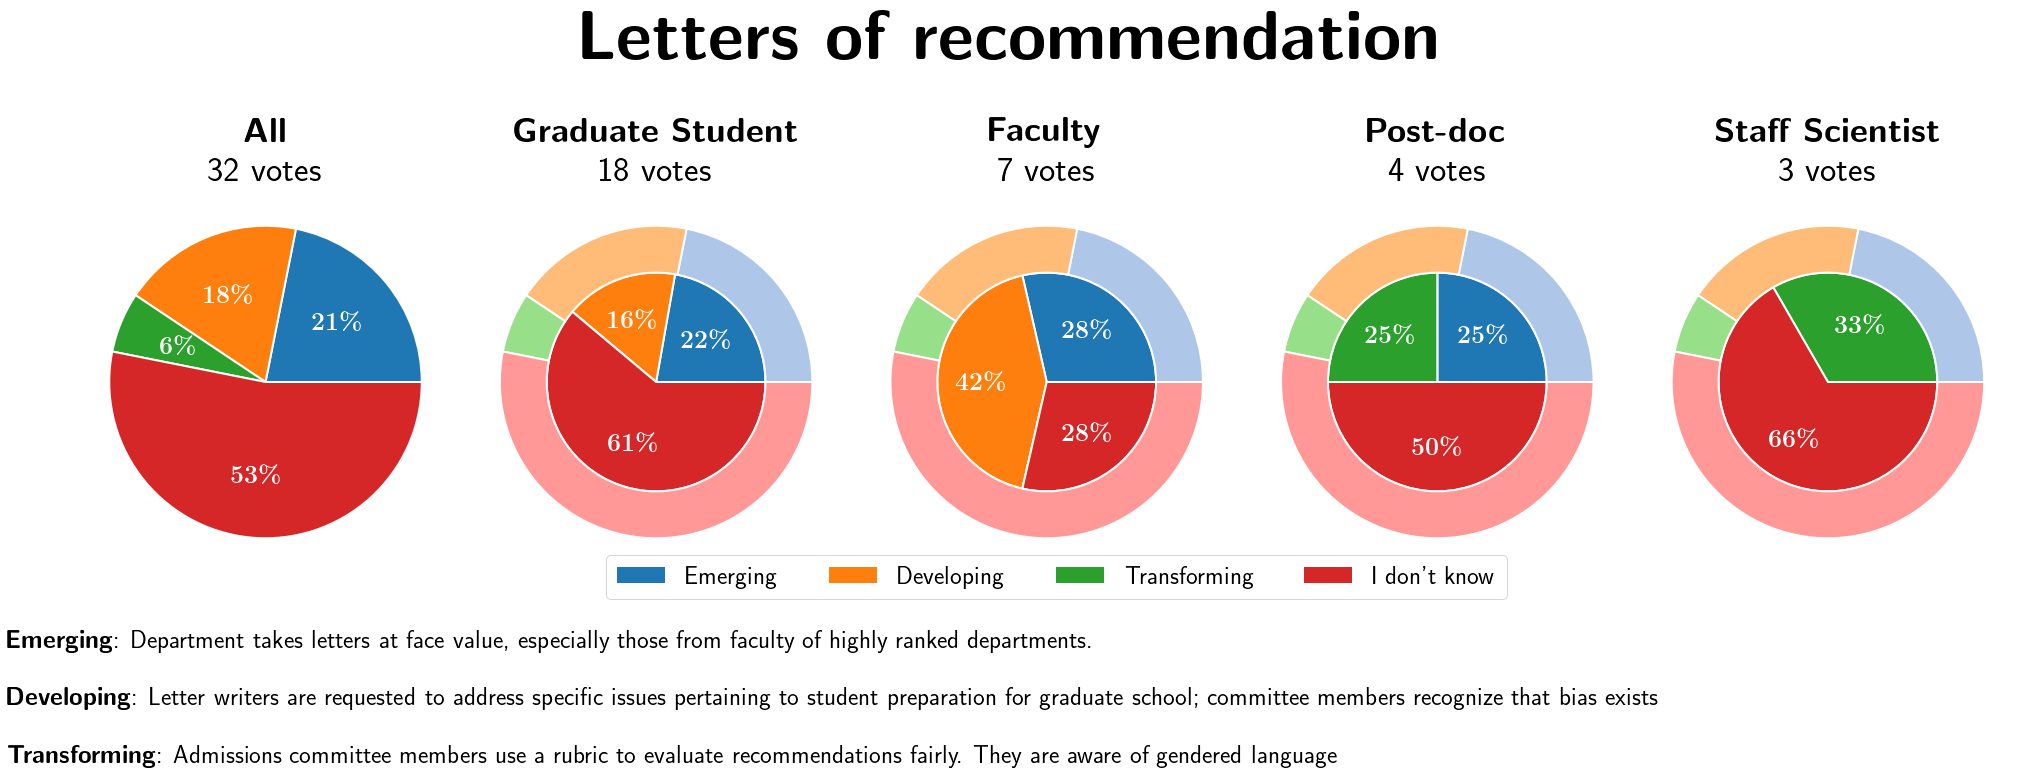 Letters of recommendation
All
32 votes
Graduate Student
18 votes
Faculty
7 votes
Post-doc
4 votes
Staff Scientist
3 votes
21%
18%
6%
53%
22%
16%
61%
28%
42%
28%
25%
25%
50%
33%
66%
Emerging
Developing
Transforming
I don't know
Emerging: Department takes letters at face value, especially those from faculty of highly ranked departments.
Developing: Letter writers are requested to address specific issues pertaining to student preparation for graduate school; committee members recognize that bias exists
Transforming: Admissions committee members use a rubric to evaluate recommendations fairly. They are aware of gendered language